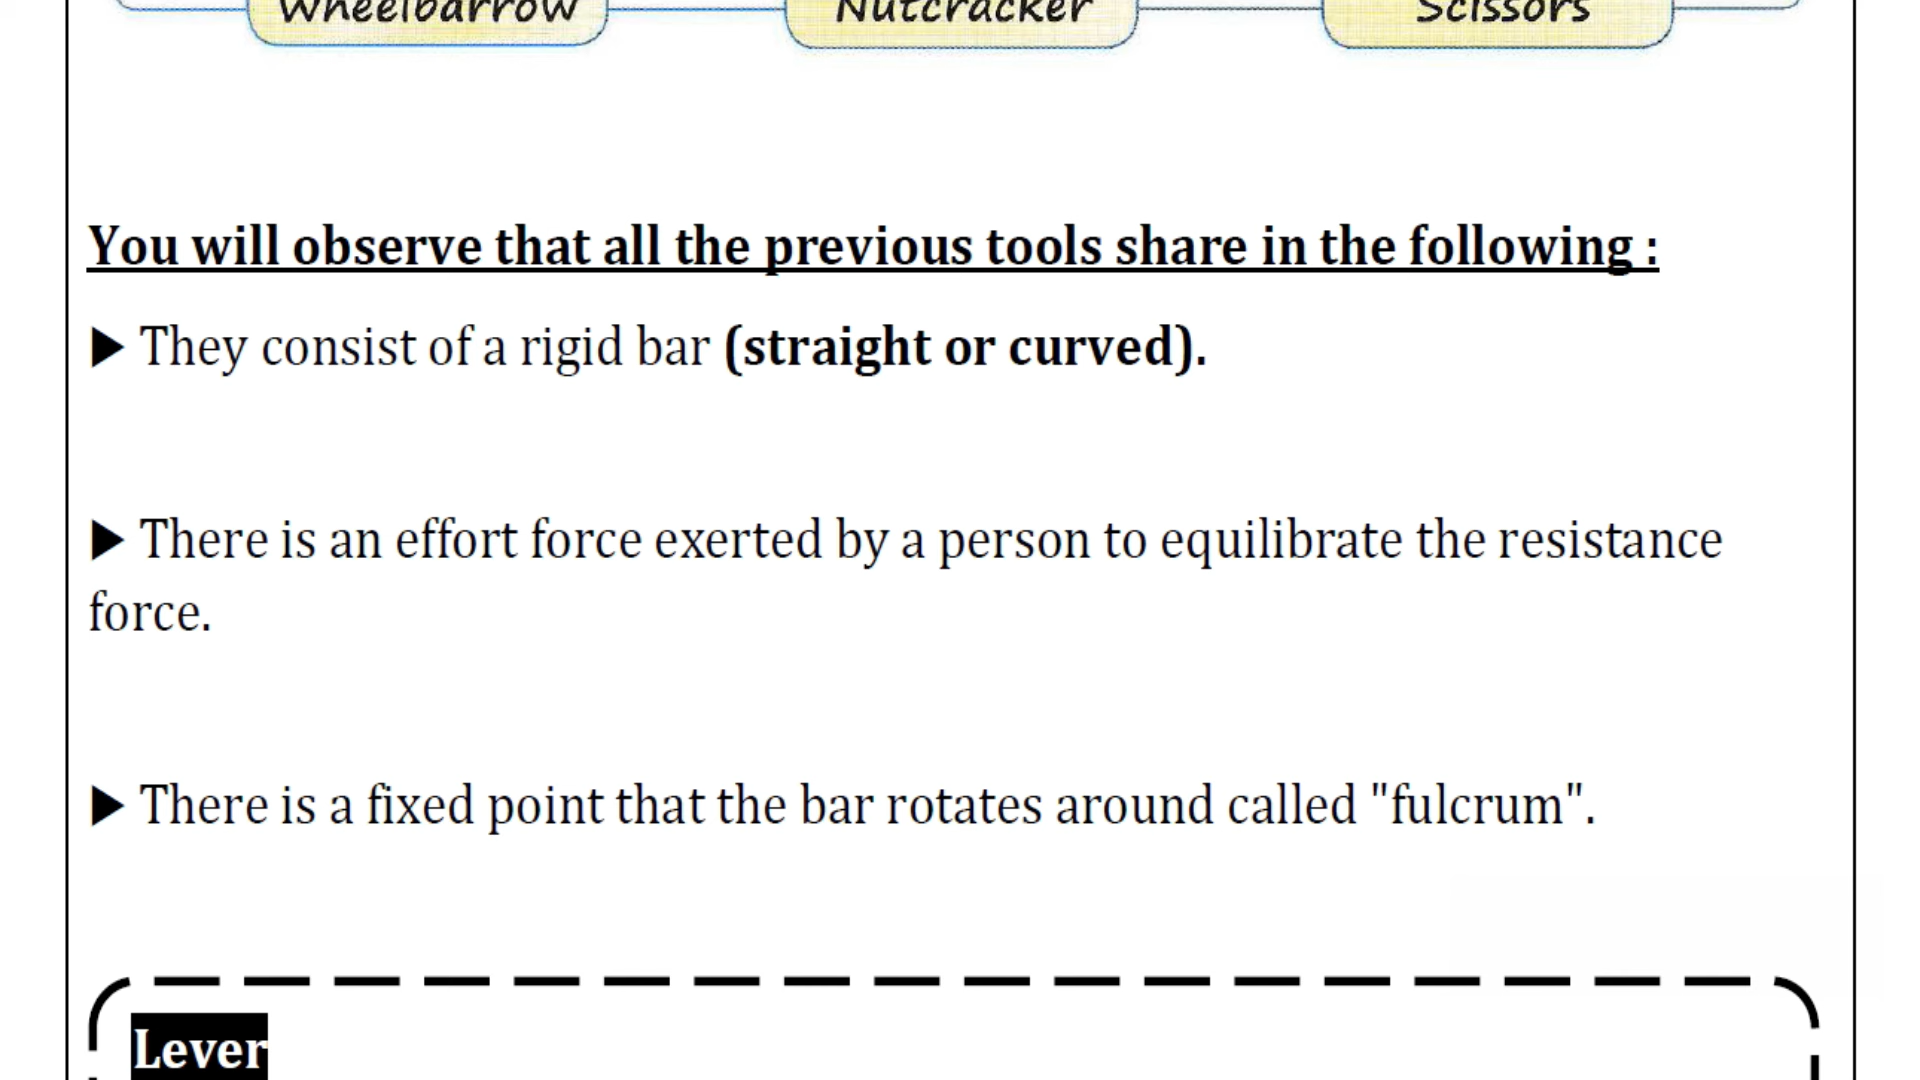 Wheelbarrow Nutcracker Scissors
You will observe that all the previous tools share in the following :
▶ They consist of a rigid bar (straight or curved).
▶ There is an effort force exerted by a person to equilibrate the resistance
force.
▶ There is a fixed point that the bar rotates around called "fulcrum".
Lever